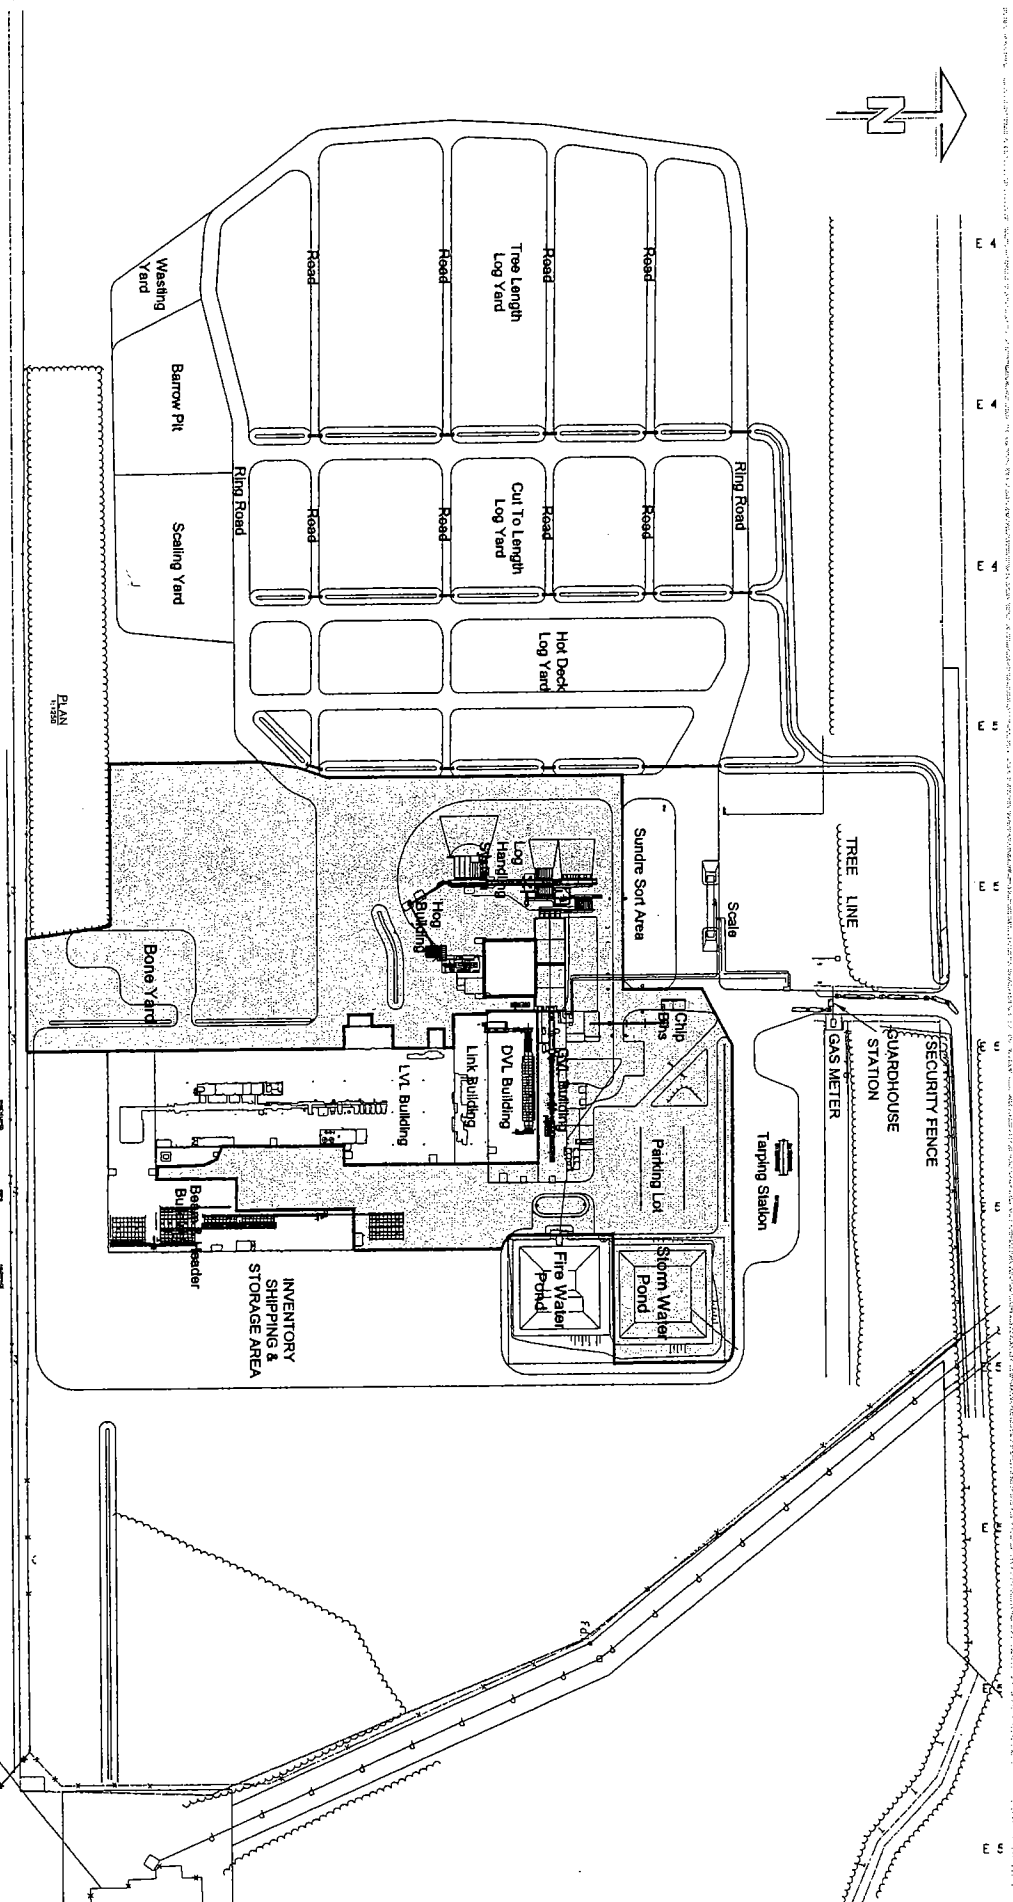 N
E 4
E 4
E 4
E 5
E 5
E 5
Wasting
Yard
Road
Road
Tree Length
Log Yard
Road
Road
Barrow Pit
Ring Road
Road
Road
Cut To Length
Log Yard
Road
Road
Ring Road
Scaling Yard
Hot Deck
Log Yard
PLAN
1:1250
TREE LINE
Sundre Sort Area
Scale
Log
Handling
Hog
Building
Bone Yard
Chip
Bins
SECURITY FENCE
GUARDHOUSE
STATION
GAS METER
LVL Building
Link Building
DVL Building
Building
Parking Lot
Tarping Station
Storm Water
Pond
Fire Water
Pond
INVENTORY
SHIPPING &
STORAGE AREA